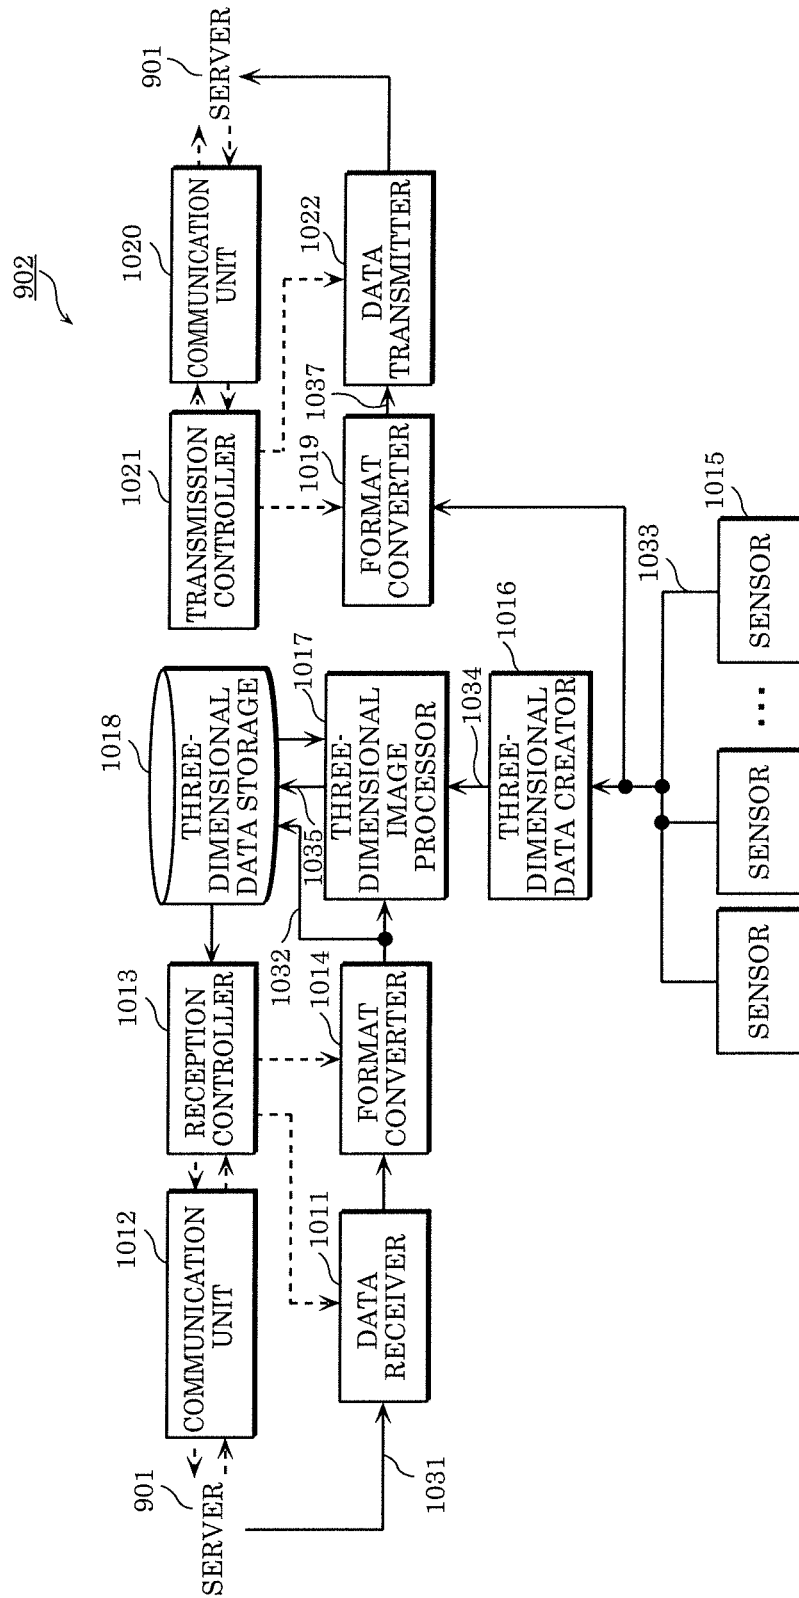 902
901
SERVER
COMMUNICATION
UNIT
1012
RECEPTION
CONTROLLER
1013
THREE-
DIMENSIONAL
DATA STORAGE
1018
TRANSMISSION
CONTROLLER
1021
COMMUNICATION
UNIT
1020
901
SERVER
1031
DATA
RECEIVER
1011
FORMAT
CONVERTER
1014
1032
1035
THREE-
DIMENSIONAL
IMAGE
PROCESSOR
1017
FORMAT
CONVERTER
1019
1037
DATA
TRANSMITTER
1022
1034
THREE-
DIMENSIONAL
DATA CREATOR
1016
1033
SENSOR
SENSOR
...
SENSOR
1015